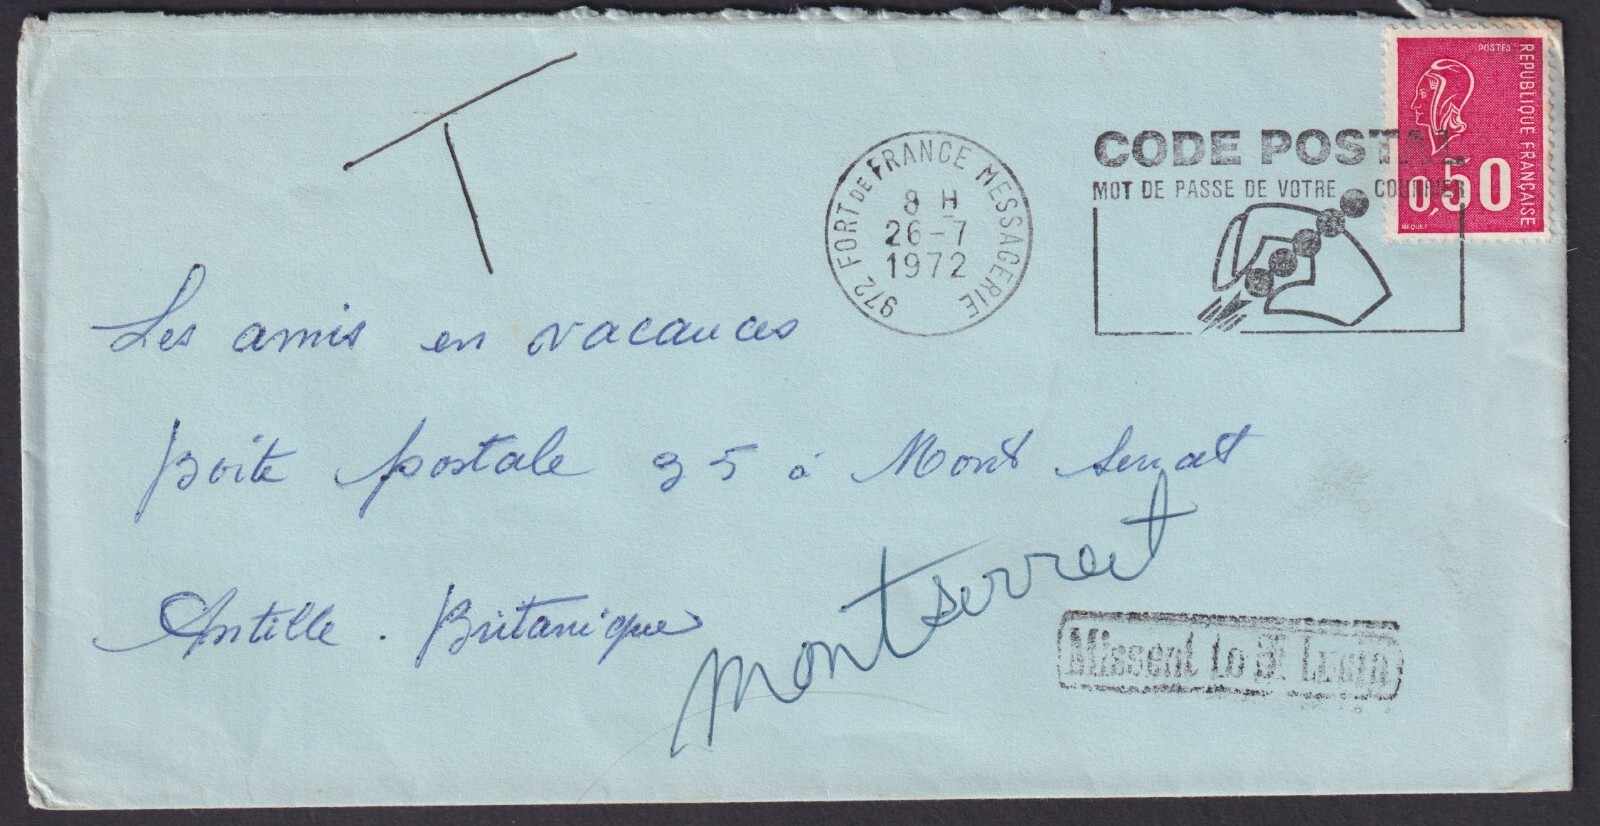 T
POSTES
REPUBLIQUE FRANÇAISE
0,50
BEQUET
972 FORT DE FRANCE MESSAGERIE
8 H
26-7
1972
CODE POSTAL
MOT DE PASSE DE VOTRE COURRIER
Les amis en vacances
Boite postale 35 à Mont Serrat
Antille . Britanique
Montserrat
Missent to St Lucia